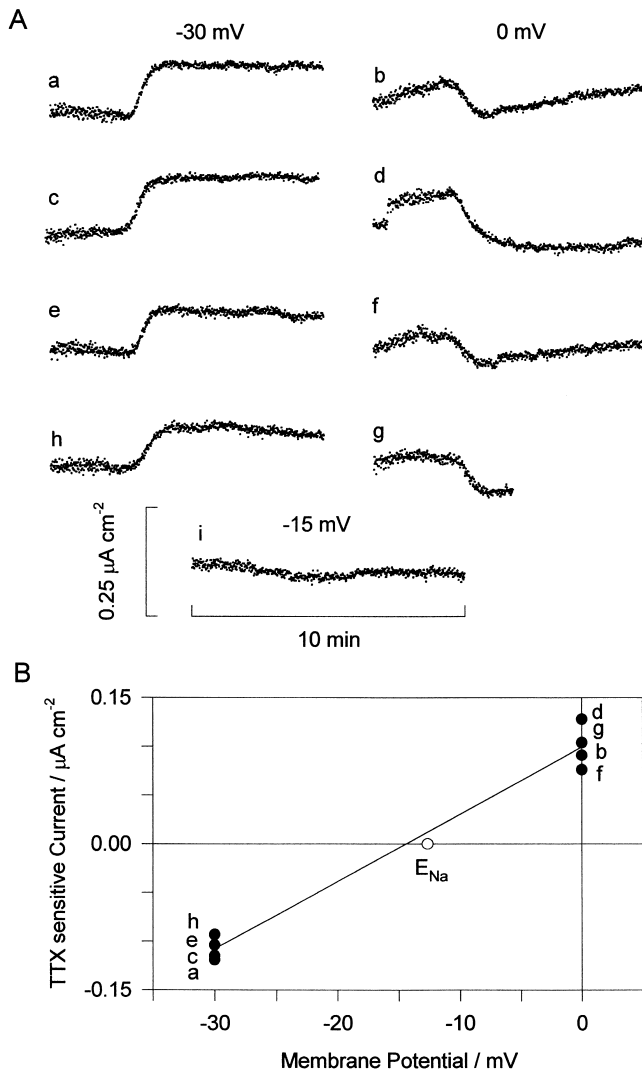 A
-30 mV
0 mV
a
b
c
d
e
f
h
g
i
-15 mV
0.25 µA cm-2
10 min
B
TTX sensitive Current / µA cm-2
0.15
0.00
-0.15
d
g
b
f
ENa
h
e
c
a
-30
-20
-10
0
Membrane Potential / mV